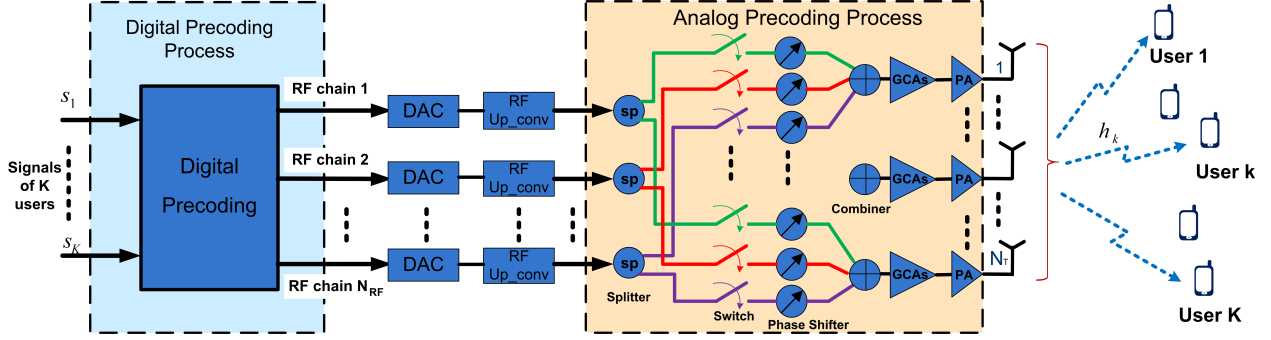 Digital Precoding
Process
s1
Signals
of K
users
sK
Digital
Precoding
RF chain 1
RF chain 2
RF chain NRF
DAC
RF
Up_conv
DAC
RF
Up_conv
DAC
RF
Up_conv
Analog Precoding Process
sp
sp
sp
Splitter
Switch
Phase Shifter
Combiner
GCAs
PA
1
GCAs
PA
GCAs
PA
NT
hk
User 1
User k
User K